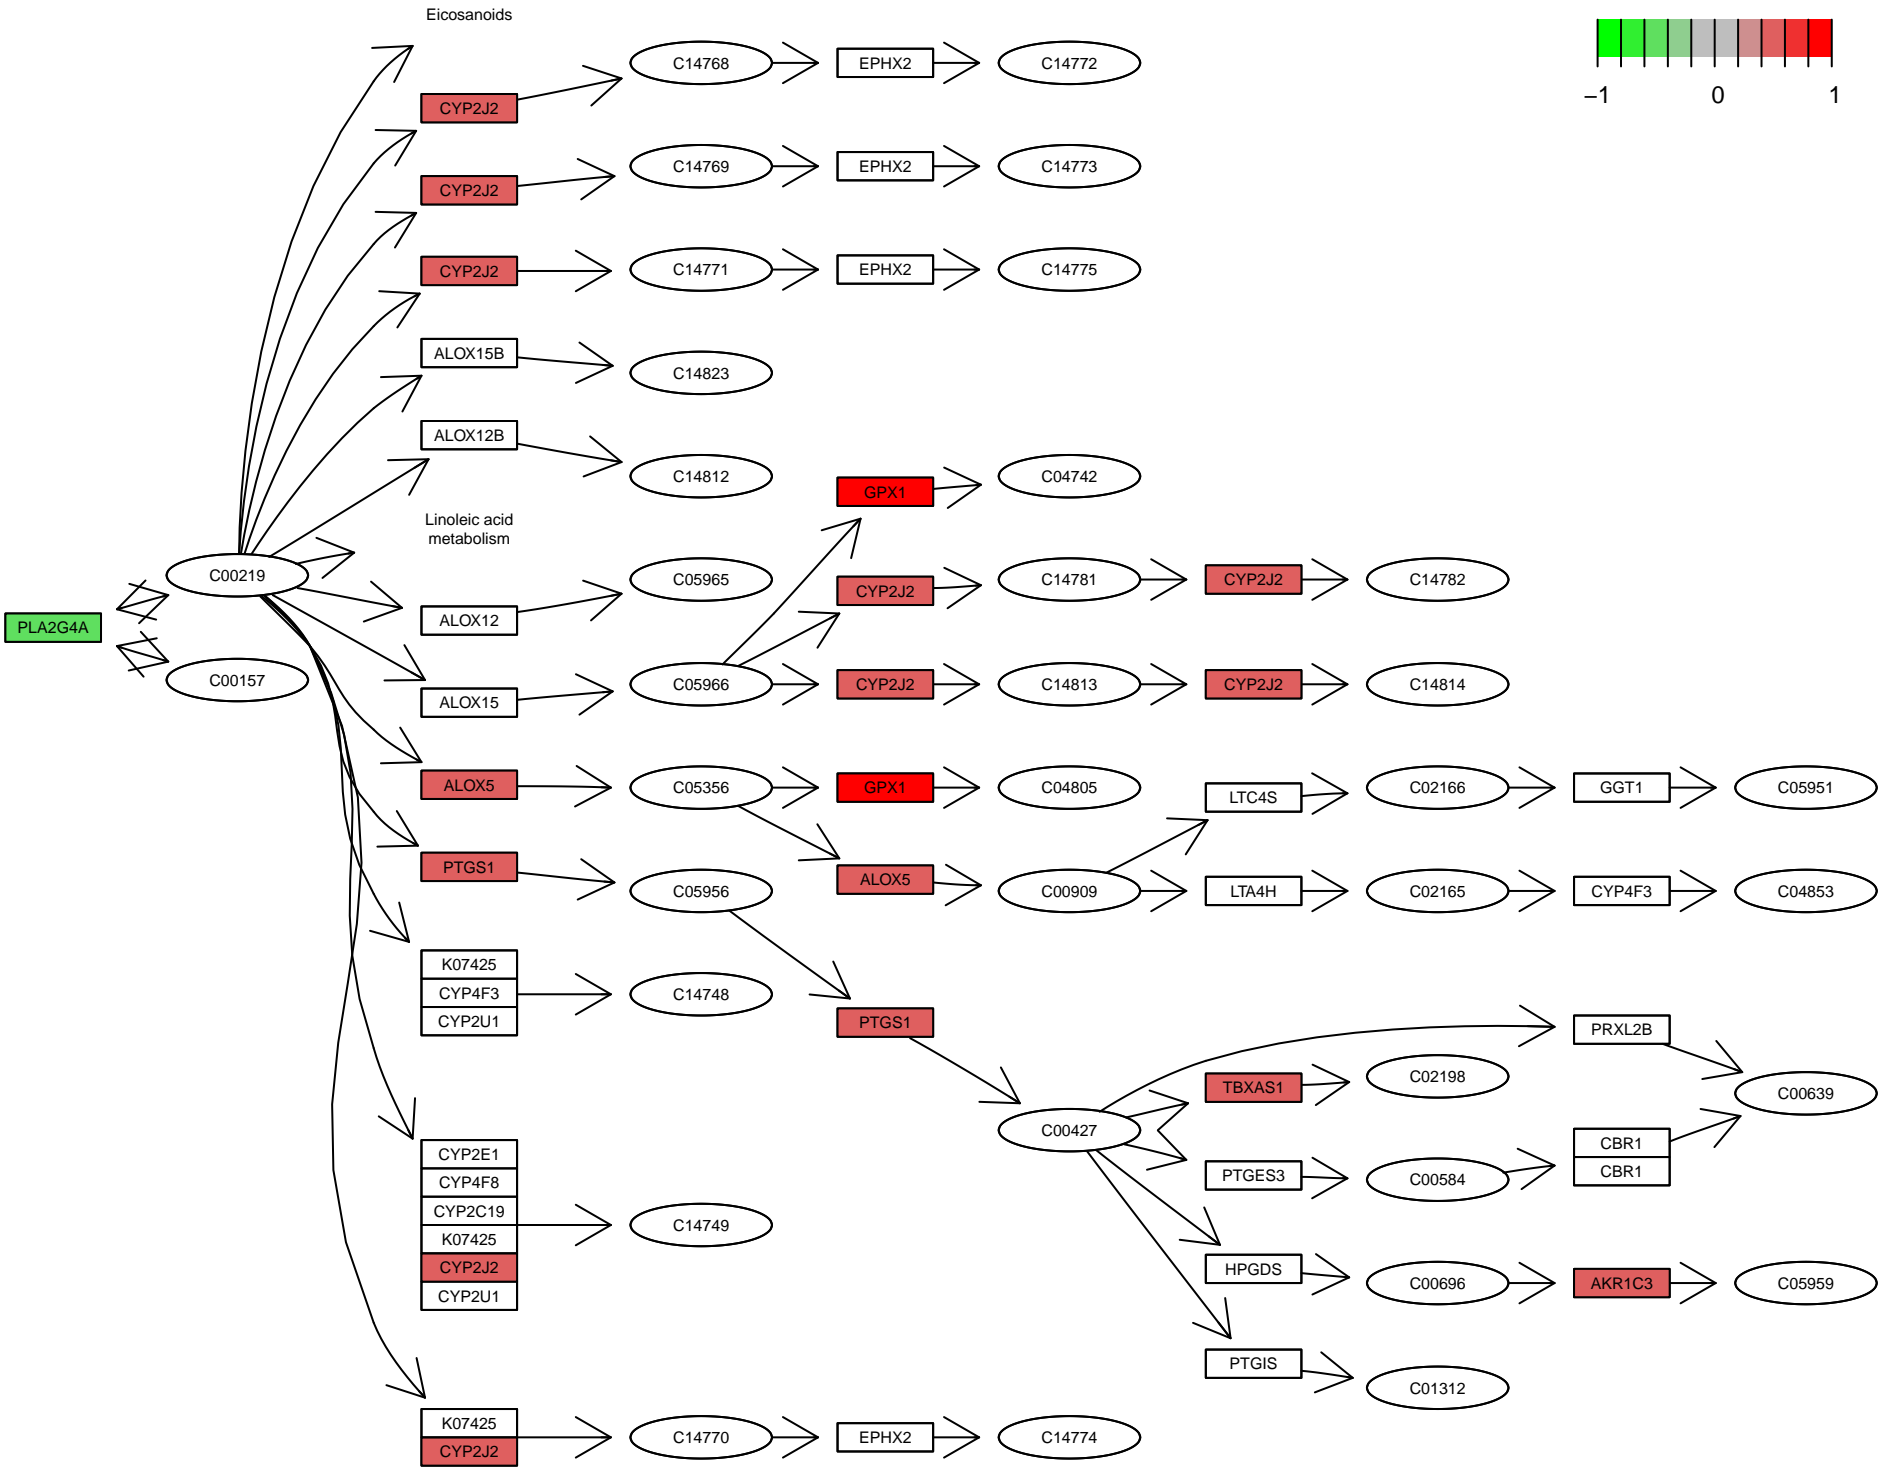 Eicosanoids
−1 0 1
C14768 EPHX2 C14772
CYP2J2
C14769 EPHX2 C14773
CYP2J2
C14771 EPHX2 C14775
CYP2J2
ALOX15B
C14823
ALOX12B
C14812 C04742
GPX1
Linoleic acid
metabolism
C00219
C05965 C14781 CYP2J2 C14782
CYP2J2
ALOX12
PLA2G4A
C00157
C05966 CYP2J2 C14813 CYP2J2 C14814
ALOX15
ALOX5 C05356 GPX1 C04805 C02166 GGT1 C05951
LTC4S
PTGS1
ALOX5
C05956 C00909 LTA4H C02165 CYP4F3 C04853
K07425
CYP4F3 C14748
CYP2U1
PTGS1
PRXL2B
C02198
TBXAS1
C00639
C00427
CBR1
CYP2E1
CBR1
PTGES3 C00584
CYP4F8
CYP2C19
C14749
K07425
CYP2J2
HPGDS
C00696 AKR1C3 C05959
CYP2U1
PTGIS
C01312
K07425
C14770 EPHX2 C14774
CYP2J2